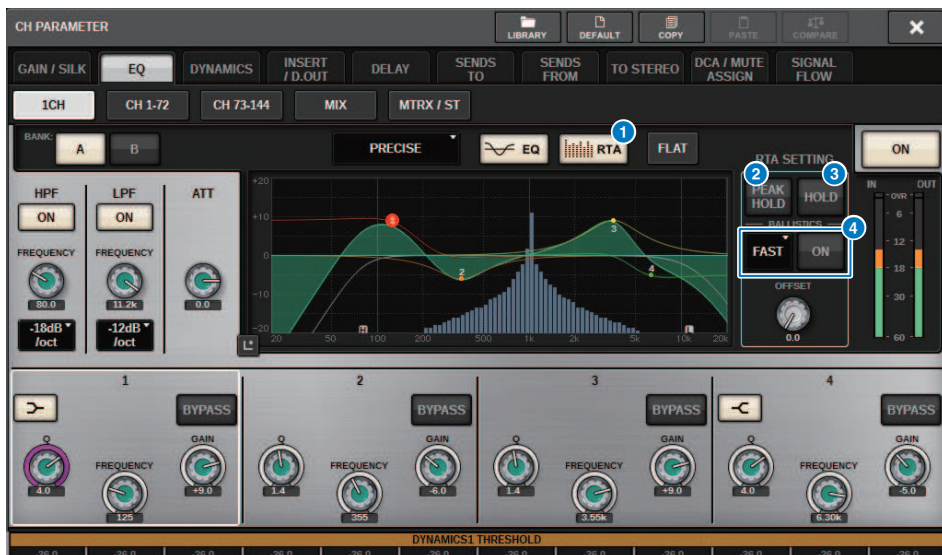 CH PARAMETER
LIBRARY DEFAULT COPY PASTE COMPARE
GAIN / SILK EQ DYNAMICS INSERT / D.OUT DELAY SENDS TO SENDS FROM TO STEREO DCA / MUTE ASSIGN SIGNAL FLOW
1CH CH 1-72 CH 73-144 MIX MTRX / ST
BANK: A B PRECISE EQ RTA FLAT ON
1
RTA SETTING
2 3
PEAK HOLD HOLD
BALLISTICS
4
FAST ON
OFFSET
0.0
HPF LPF ATT
ON ON
FREQUENCY FREQUENCY
80.0 11.2k 0.0
-18dB /oct -12dB /oct
+20
+10
0
-10
-20
1 2 3 4
H L
20 50 100 200 500 1k 2k 5k 10k 20k
IN OUT
OVR
6
12
18
30
60
1 2 3 4
BYPASS BYPASS BYPASS BYPASS
Q FREQUENCY GAIN Q FREQUENCY GAIN Q FREQUENCY GAIN Q FREQUENCY GAIN
4.0 125 +9.0 1.4 355 -6.0 1.4 3.55k +9.0 4.0 6.30k -5.0
DYNAMICS1 THRESHOLD